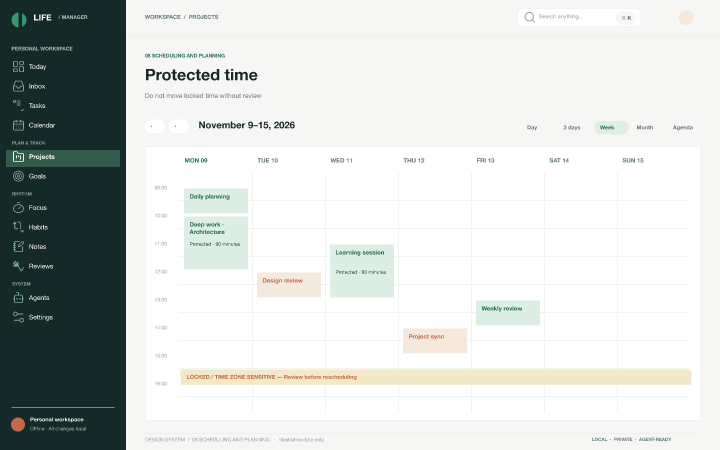 LIFE / MANAGER
PERSONAL WORKSPACE
Today
Inbox
Tasks
Calendar
PLAN & TRACK
Projects
Goals
RHYTHM
Focus
Habits
Notes
Reviews
SYSTEM
Agents
Settings
Personal workspace
Offline · All changes local
WORKSPACE / PROJECTS
Search anything...
⌘ K
08 SCHEDULING AND PLANNING
Protected time
Do not move locked time without review
November 9–15, 2026
Day
3 days
Week
Month
Agenda
MON 09
TUE 10
WED 11
THU 12
FRI 13
SAT 14
SUN 15
09:00
10:00
11:00
12:00
13:00
14:00
15:00
16:00
Daily planning
Deep work ·
Architecture
Protected · 90 minutes
Design review
Learning session
Protected · 90 minutes
Project sync
Weekly review
LOCKED / TIME ZONE SENSITIVE — Review before rescheduling
DESIGN SYSTEM / 08 SCHEDULING AND PLANNING · Illustrative data only
LOCAL · PRIVATE · AGENT-READY